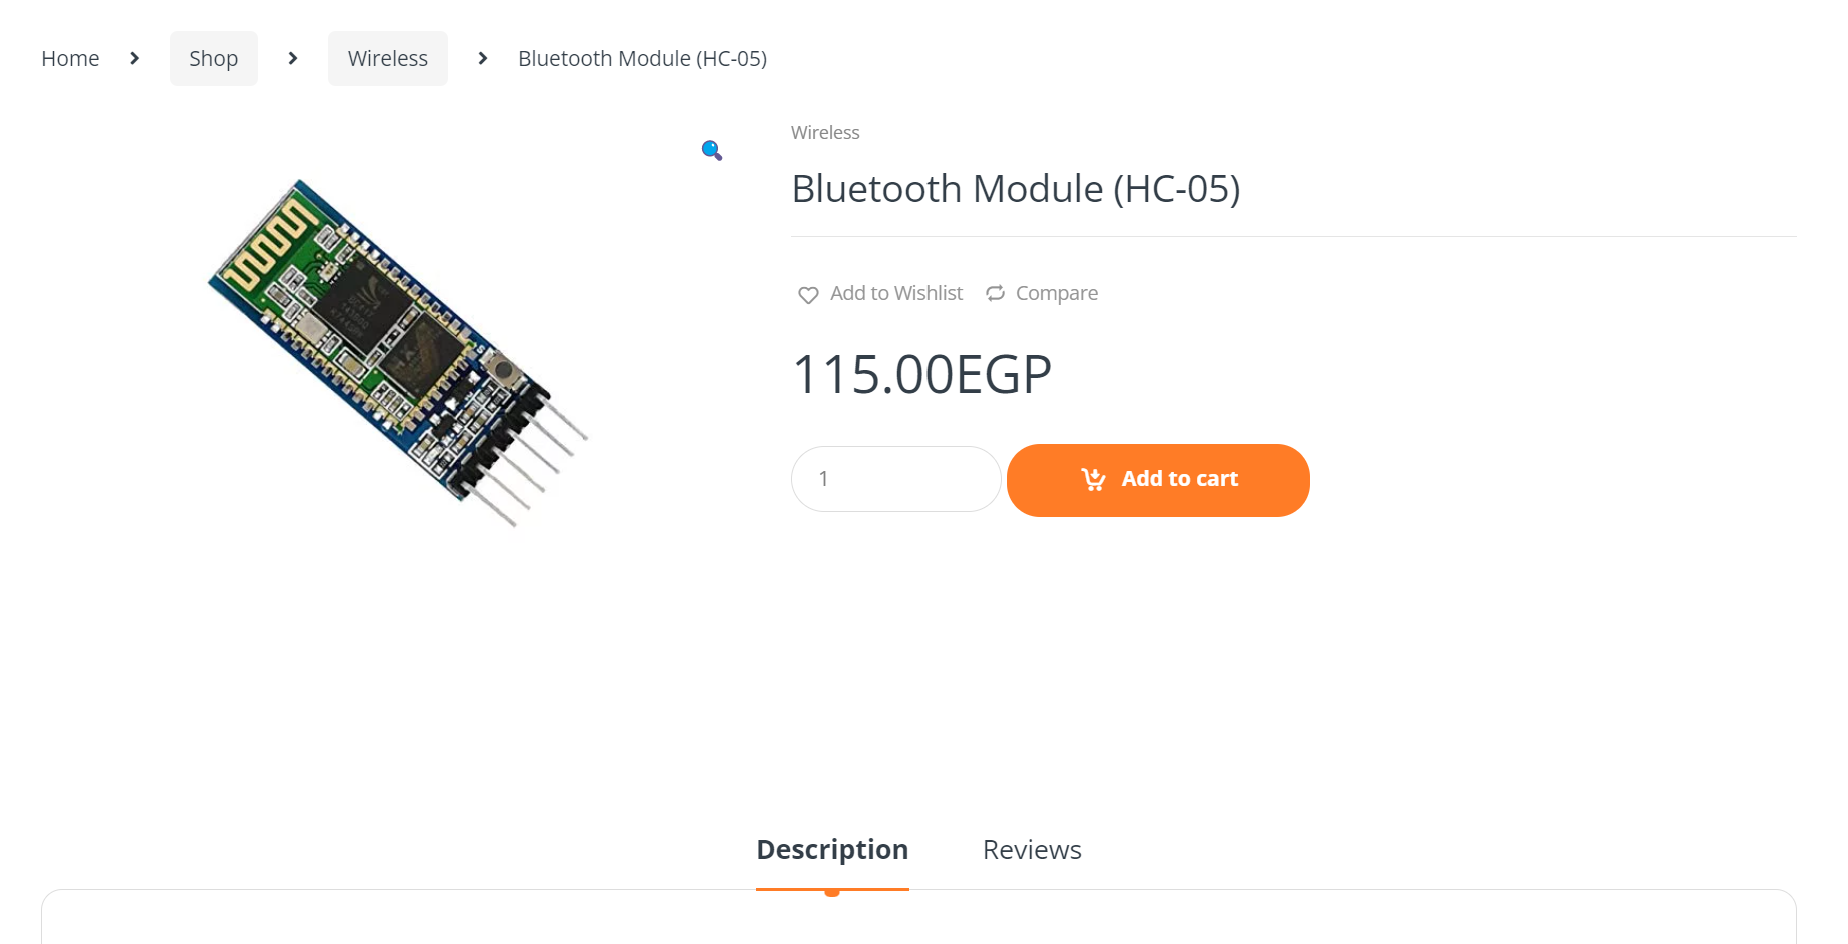 Home Shop Wireless Bluetooth Module (HC-05)
Wireless
Bluetooth Module (HC-05)
Add to Wishlist Compare
115.00EGP
1 Add to cart
Description Reviews